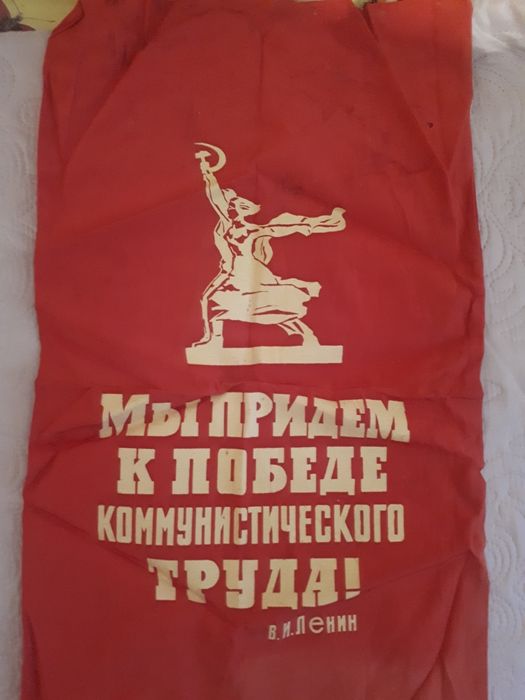 МЫ ПРИДЕМ
К ПОБЕДЕ
КОММУНИСТИЧЕСКОГО
ТРУДА!
В. И. Ленин